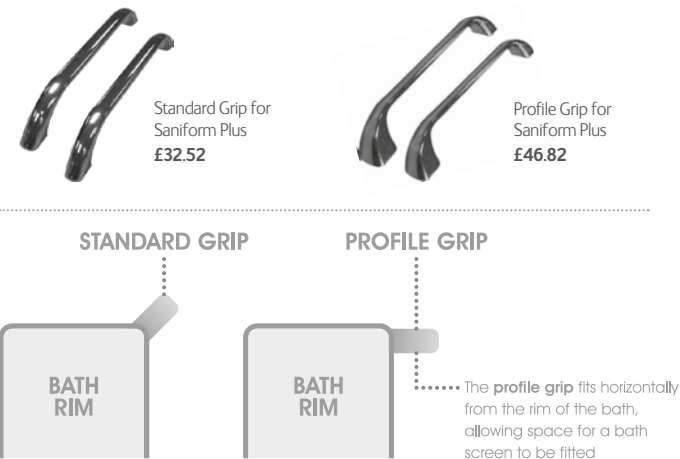 Standard Grip for
Saniform Plus
£32.52
Profile Grip for
Saniform Plus
£46.82
STANDARD GRIP
PROFILE GRIP
BATH
RIM
BATH
RIM
The profile grip fits horizontally
from the rim of the bath,
allowing space for a bath
screen to be fitted